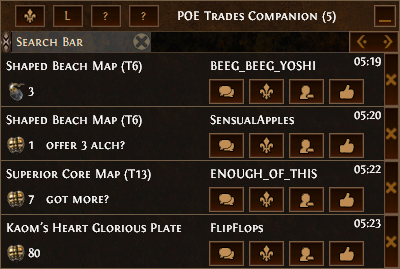 L ? ? POE Trades Companion (5)
Search Bar
Shaped Beach Map (T6) BEEG_BEEG_YOSHI 05:19
3
Shaped Beach Map (T6) SensualApples 05:20
1 offer 3 alch?
Superior Core Map (T13) ENOUGH_OF_THIS 05:22
7 got more?
Kaom's Heart Glorious Plate FlipFlops 05:23
80